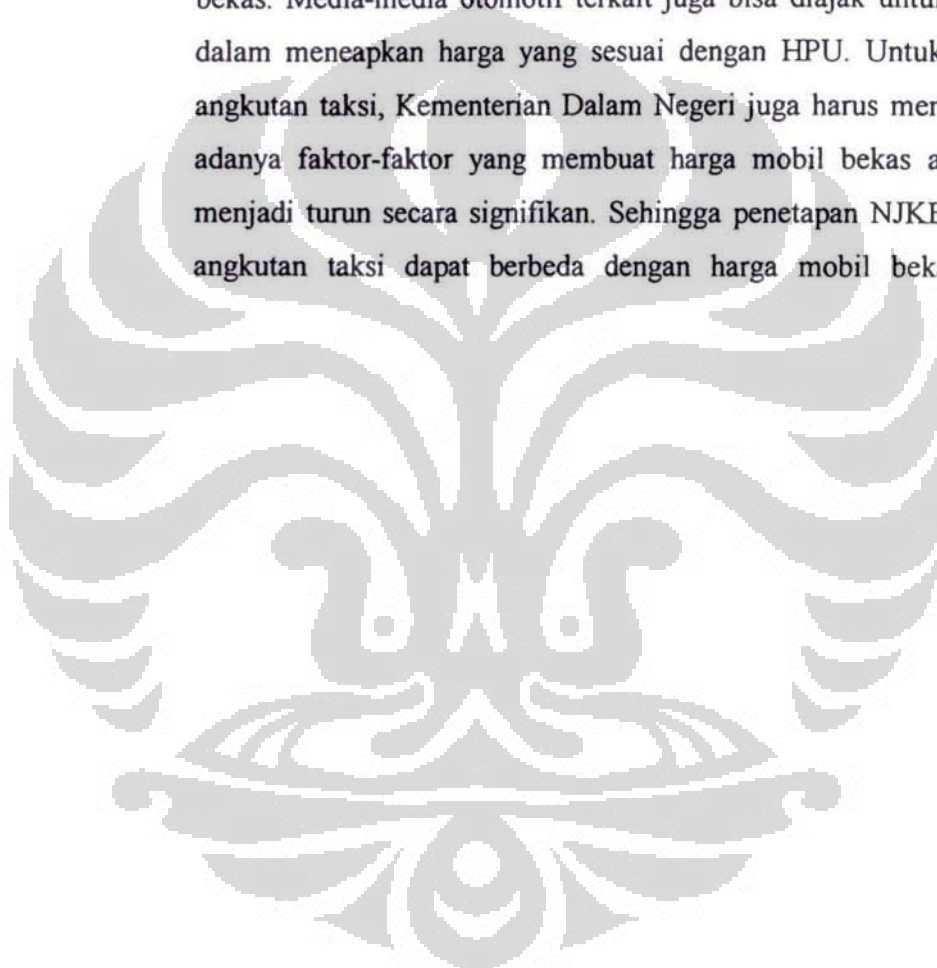 bekas. Media-media otomotif terkait juga bisa diajak
dalam meneapkan harga yang sesuai dengan HPU.
angkutan taksi, Kementerian Dalam Negeri juga harus
adanya faktor-faktor yang membuat harga mobil bekas
menjadi turun secara signifikan. Sehingga penetapan
angkutan taksi dapat berbeda dengan harga mobil